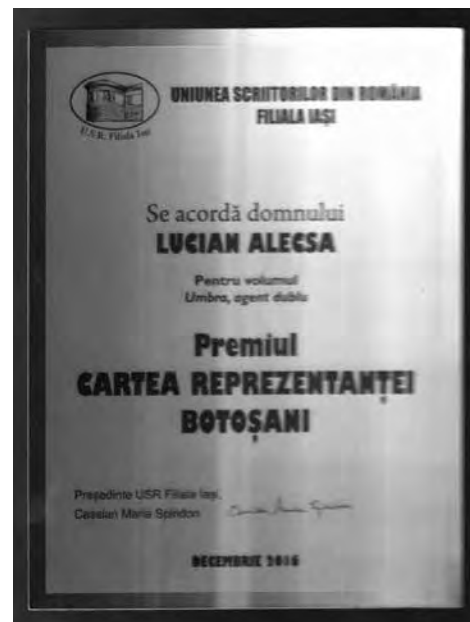 UNIUNEA SCRIITORILOR DIN ROMÂNIA
FILIALA IAȘI
U.S.R. Filiala Iași
Se acordă domnului
LUCIAN ALECSA
Pentru volumul
Umbra, agent dublu
Premiul
CARTEA REPREZENTANȚEI
BOTOȘANI
Președinte USR Filiala Iași,
Cassian Maria Spiridon
DECEMBRIE 2016